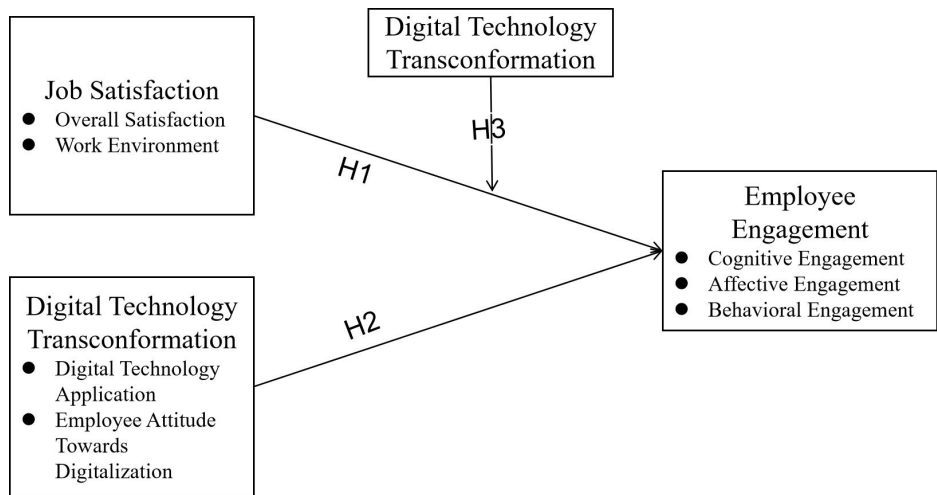 Digital Technology
Transconformation
Job Satisfaction
● Overall Satisfaction
● Work Environment
H3
H1
Employee
Engagement
● Cognitive Engagement
● Affective Engagement
● Behavioral Engagement
Digital Technology
Transconformation
● Digital Technology
Application
● Employee Attitude
Towards
Digitalization
H2